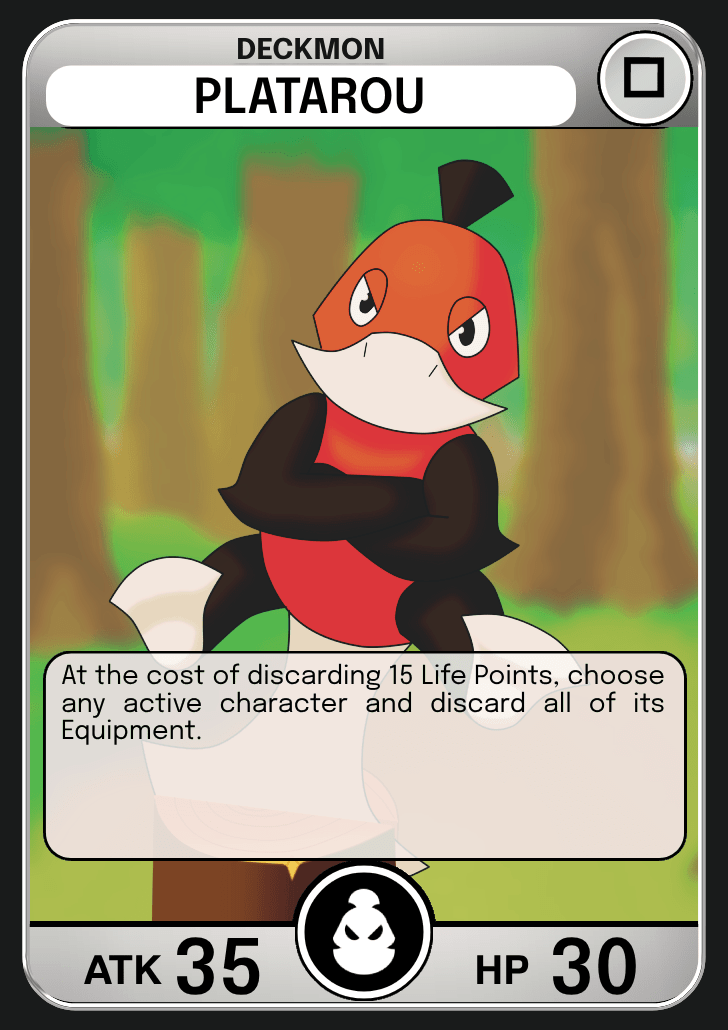 DECKMON
PLATAROU
At the cost of discarding 15 Life Points, choose
any active character and discard all of its
Equipment.
ATK 35
HP 30